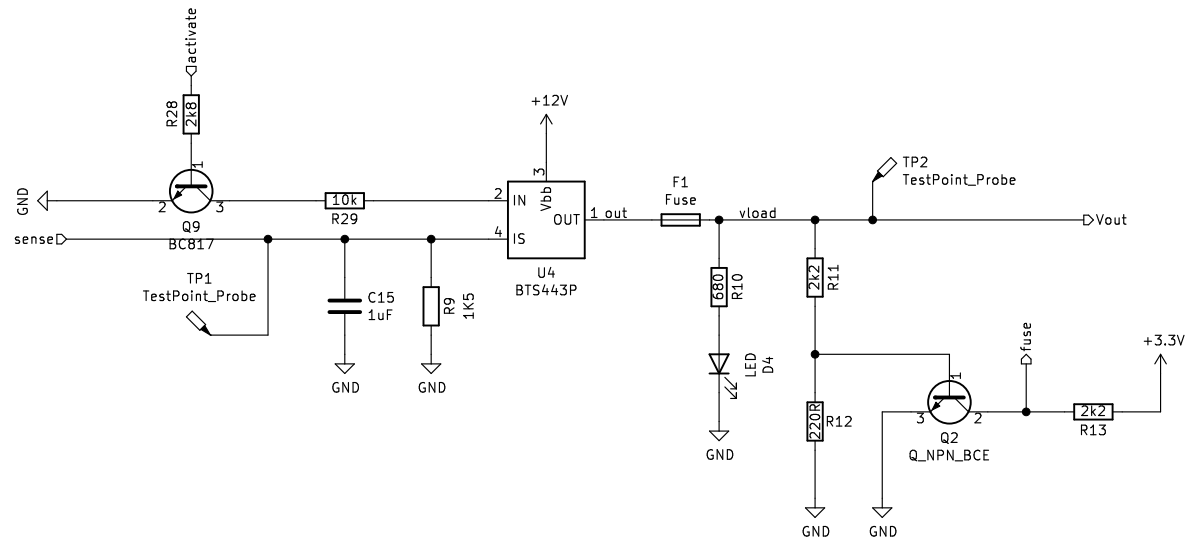 activate
R28
2k8
1
GND
2
3
Q9
BC817
10k
R29
sense
TP1
TestPoint_Probe
C15
1uF
GND
R9
1K5
GND
+12V
3
Vbb
2
IN
4
IS
OUT
1
out
U4
BTS443P
F1
Fuse
vload
TP2
TestPoint_Probe
Vout
680
R10
LED
D4
GND
2k2
R11
220R
R12
GND
1
3
2
Q2
Q_NPN_BCE
GND
fuse
2k2
R13
+3.3V